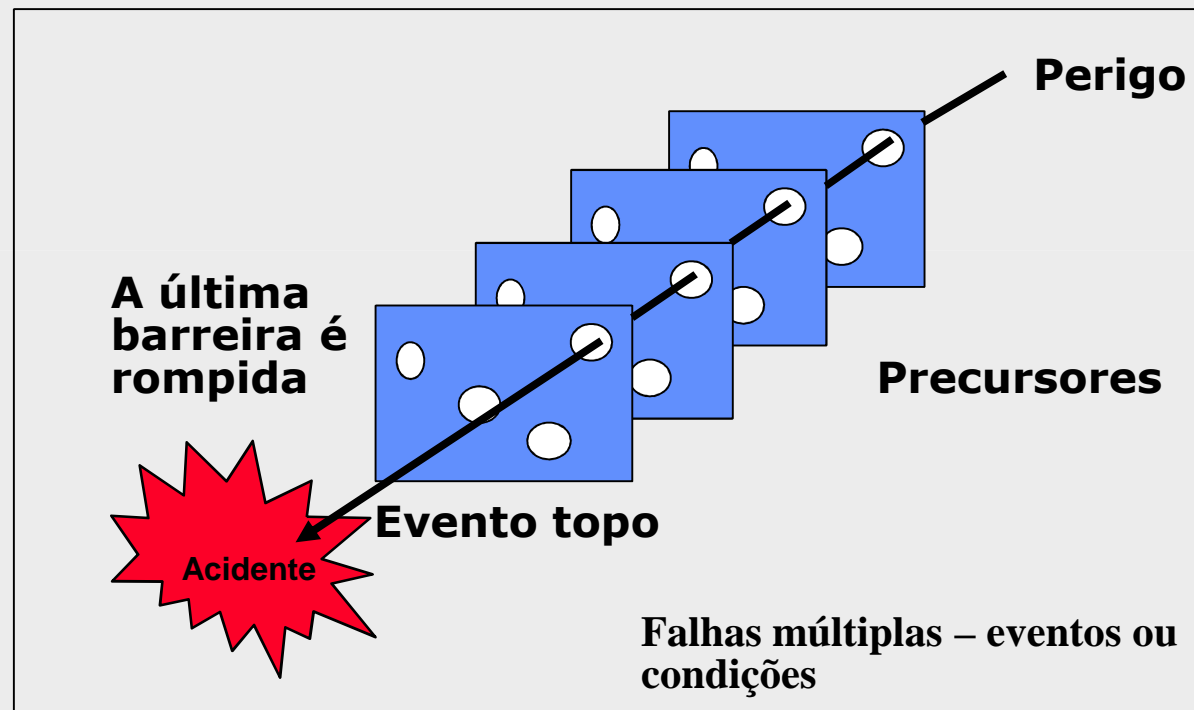 Perigo
A última
barreira é
rompida
Precursores
Evento topo
Acidente
Falhas múltiplas – eventos ou
condições